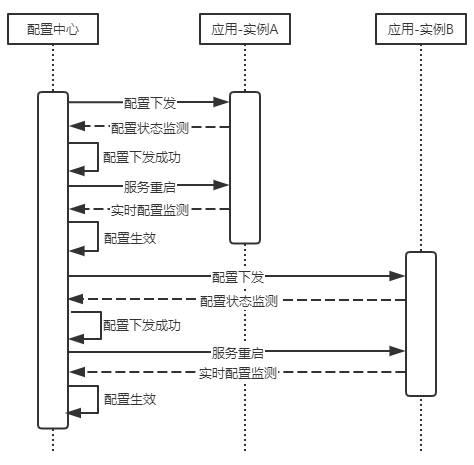 配置中心
应用-实例A
应用-实例B
配置下发
配置状态监测
配置下发成功
服务重启
实时配置监测
配置生效
配置下发
配置状态监测
配置下发成功
服务重启
实时配置监测
配置生效